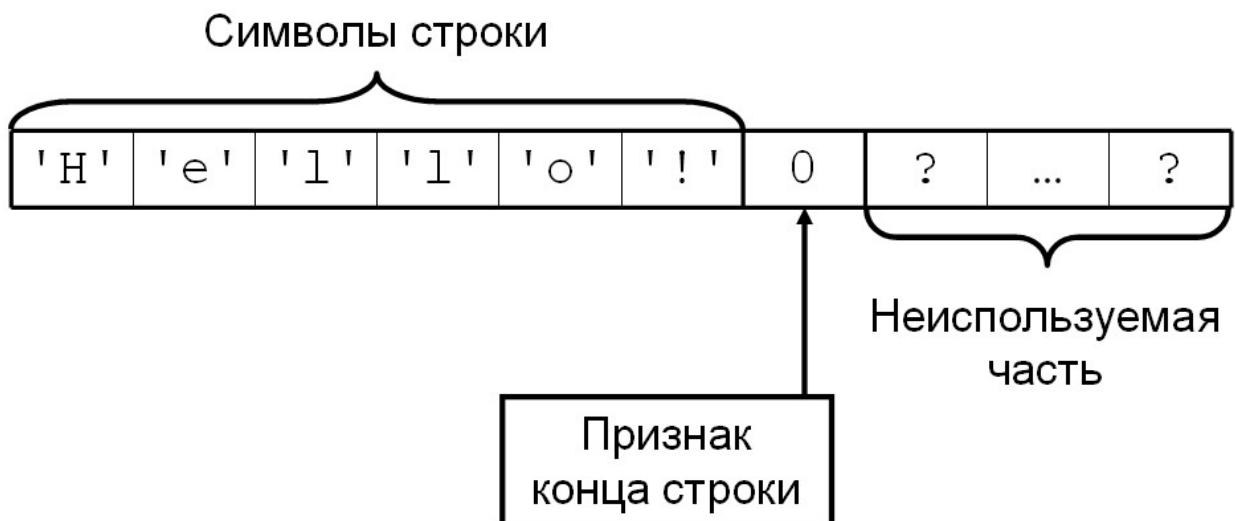 Символы строки
'H' 'e' 'l' 'l' 'o' '!' 0 ? … ?
Неиспользуемая
часть
Признак
конца строки